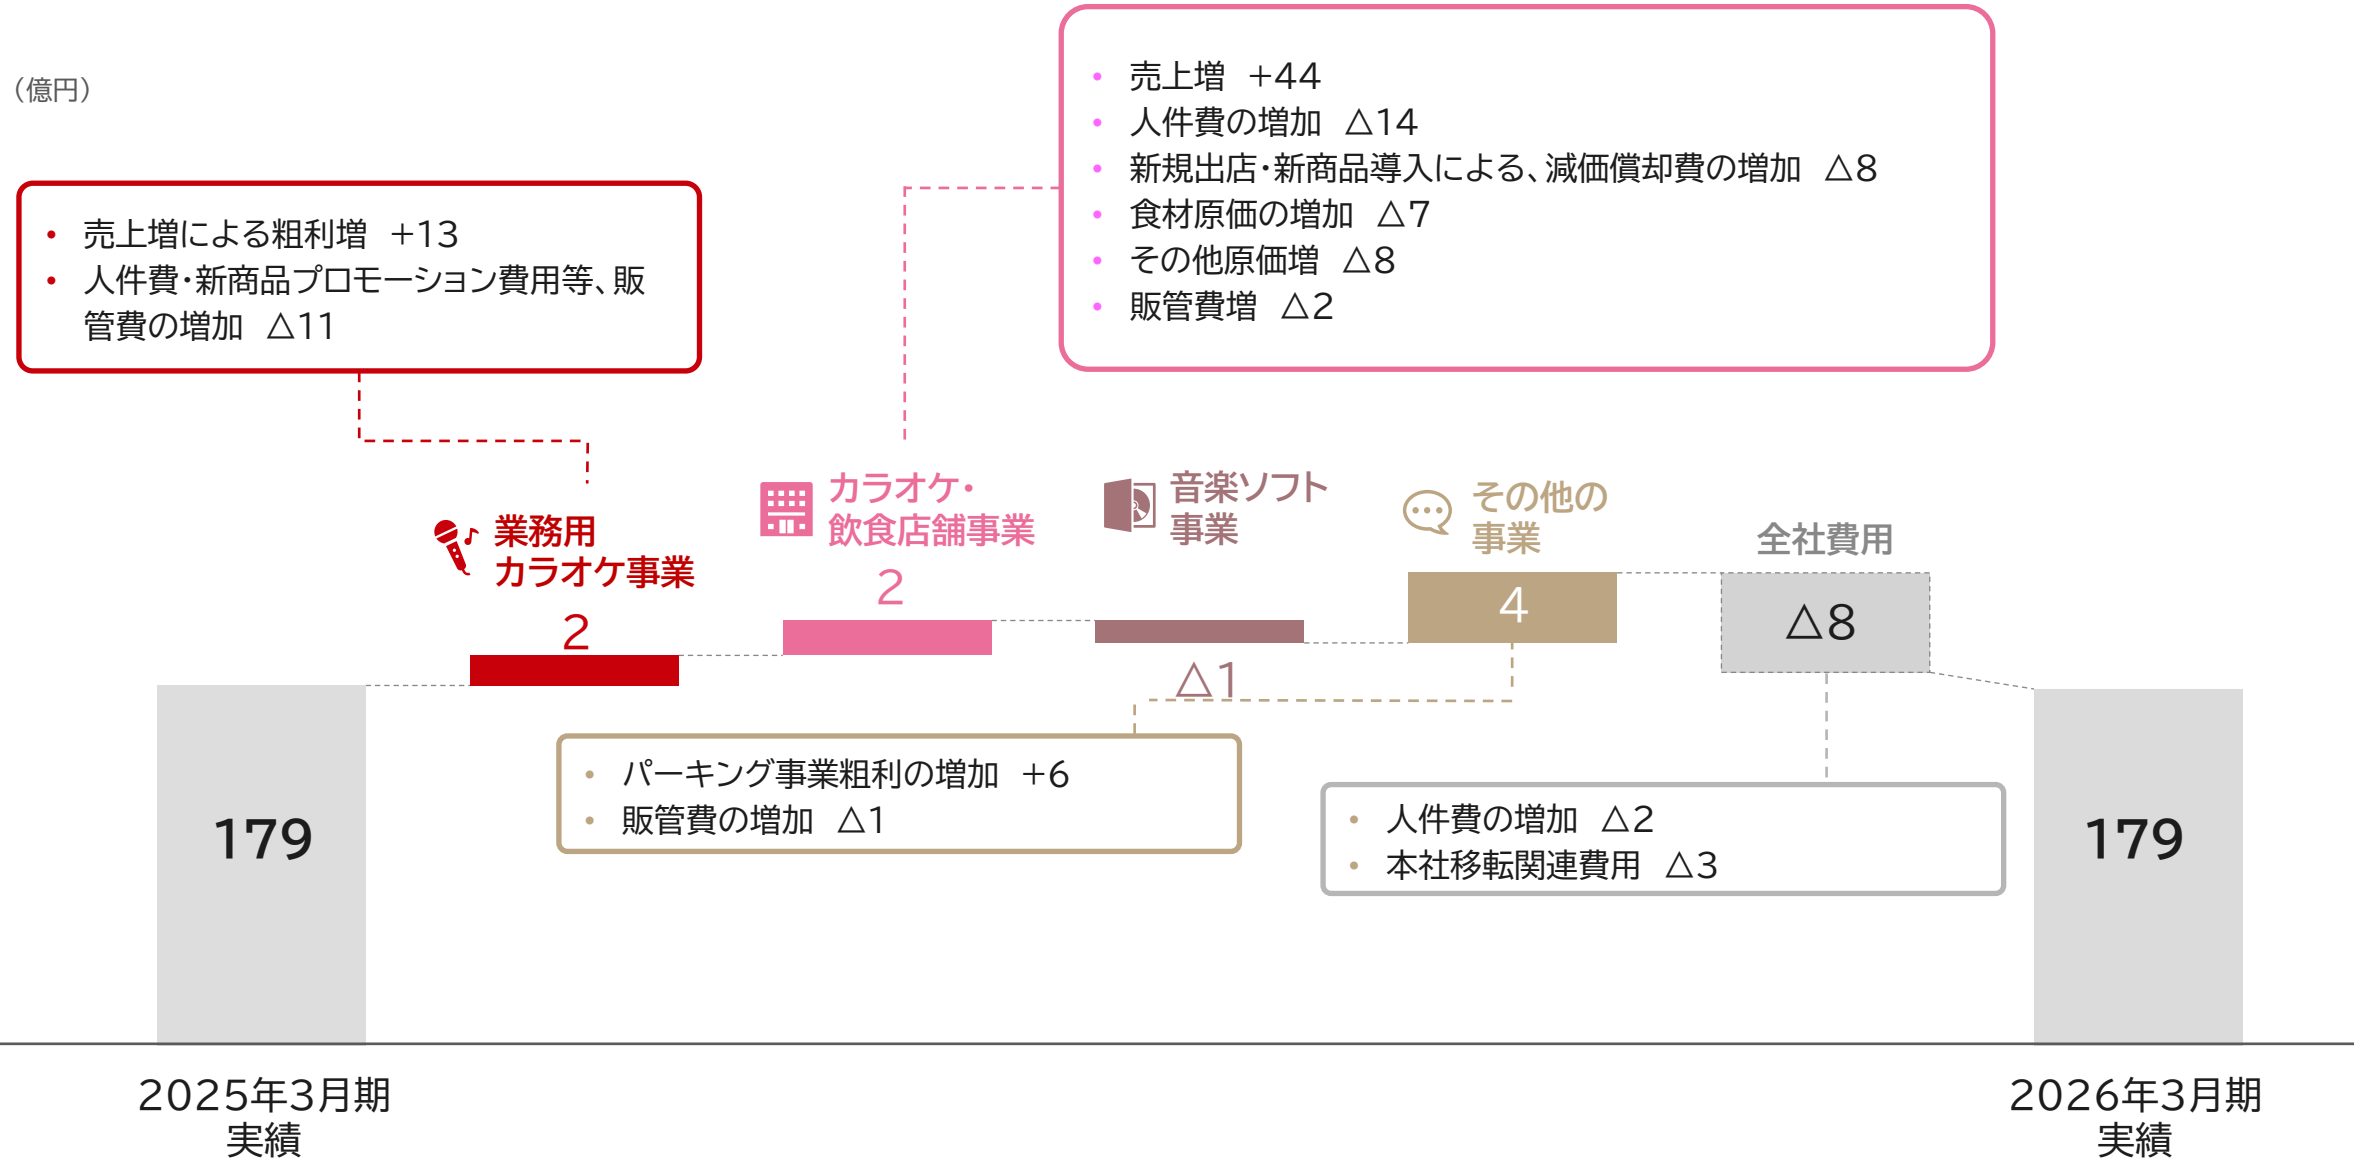 （億円）
・ 売上増 +44
・ 人件費の増加 △14
・ 新規出店・新商品導入による、減価償却費の増加 △8
・ 食材原価の増加 △7
・ その他原価増 △8
・ 販管費増 △2
・ 売上増による粗利増 +13
・ 人件費・新商品プロモーション費用等、販
管費の増加 △11
業務用
カラオケ事業
2
カラオケ・
飲食店舗事業
2
音楽ソフト
事業
△1
その他の
事業
4
全社費用
△8
・ パーキング事業粗利の増加 +6
・ 販管費の増加 △1
・ 人件費の増加 △2
・ 本社移転関連費用 △3
179
179
2025年3月期
実績
2026年3月期
実績